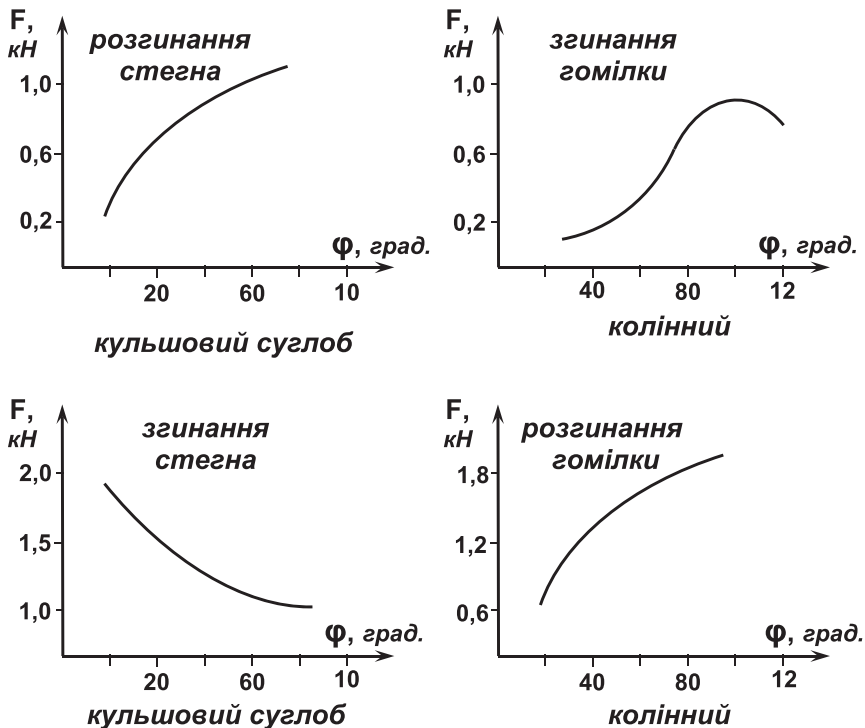 F,
кН
розгинання
стегна
1,0
0,6
0,2
φ, град.
20
60
10
кульшовий суглоб
F,
кН
згинання
гомілки
1,0
0,6
0,2
φ, град.
40
80
12
колінний
F,
кН
згинання
стегна
2,0
1,5
1,0
φ, град.
20
60
10
кульшовий суглоб
F,
кН
розгинання
гомілки
1,8
1,2
0,6
φ, град.
40
80
12
колінний